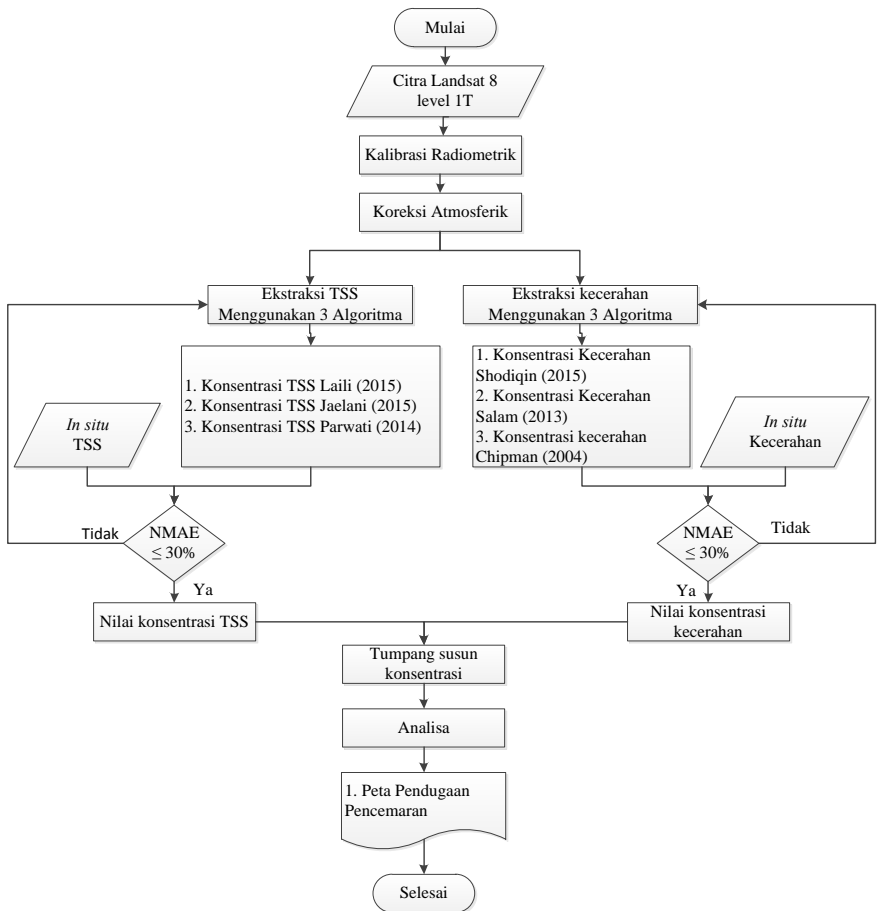 Mulai
Citra Landsat 8
level 1T
Kalibrasi Radiometrik
Koreksi Atmosferik
Ekstraksi TSS
Menggunakan 3 Algoritma
Ekstraksi kecerahan
Menggunakan 3 Algoritma
1. Konsentrasi TSS Laili (2015)
2. Konsentrasi TSS Jaelani (2015)
3. Konsentrasi TSS Parwati (2014)
1. Konsentrasi Kecerahan
Shodiqin (2015)
2. Konsentrasi Kecerahan
Salam (2013)
3. Konsentrasi kecerahan
Chipman (2004)
In situ
TSS
In situ
Kecerahan
Tidak
NMAE
≤ 30%
Ya
NMAE
≤ 30%
Tidak
Ya
Nilai konsentrasi TSS
Nilai konsentrasi
kecerahan
Tumpang susun
konsentrasi
Analisa
1. Peta Pendugaan
Pencemaran
Selesai